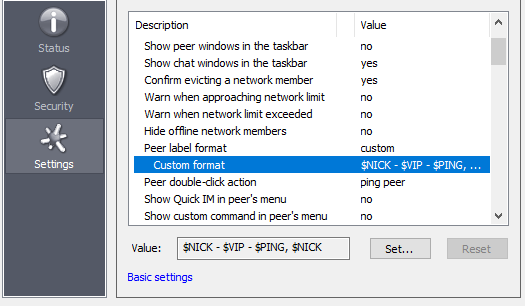 Status
Security
Settings
Description Value
Show peer windows in the taskbar no
Show chat windows in the taskbar yes
Confirm evicting a network member yes
Warn when approaching network limit no
Warn when network limit exceeded no
Hide offline network members no
Peer label format custom
Custom format $NICK - $VIP - $PING, ...
Peer double-click action ping peer
Show Quick IM in peer's menu no
Show custom command in peer's menu no
Value: $NICK - $VIP - $PING, $NICK Set... Reset
Basic settings